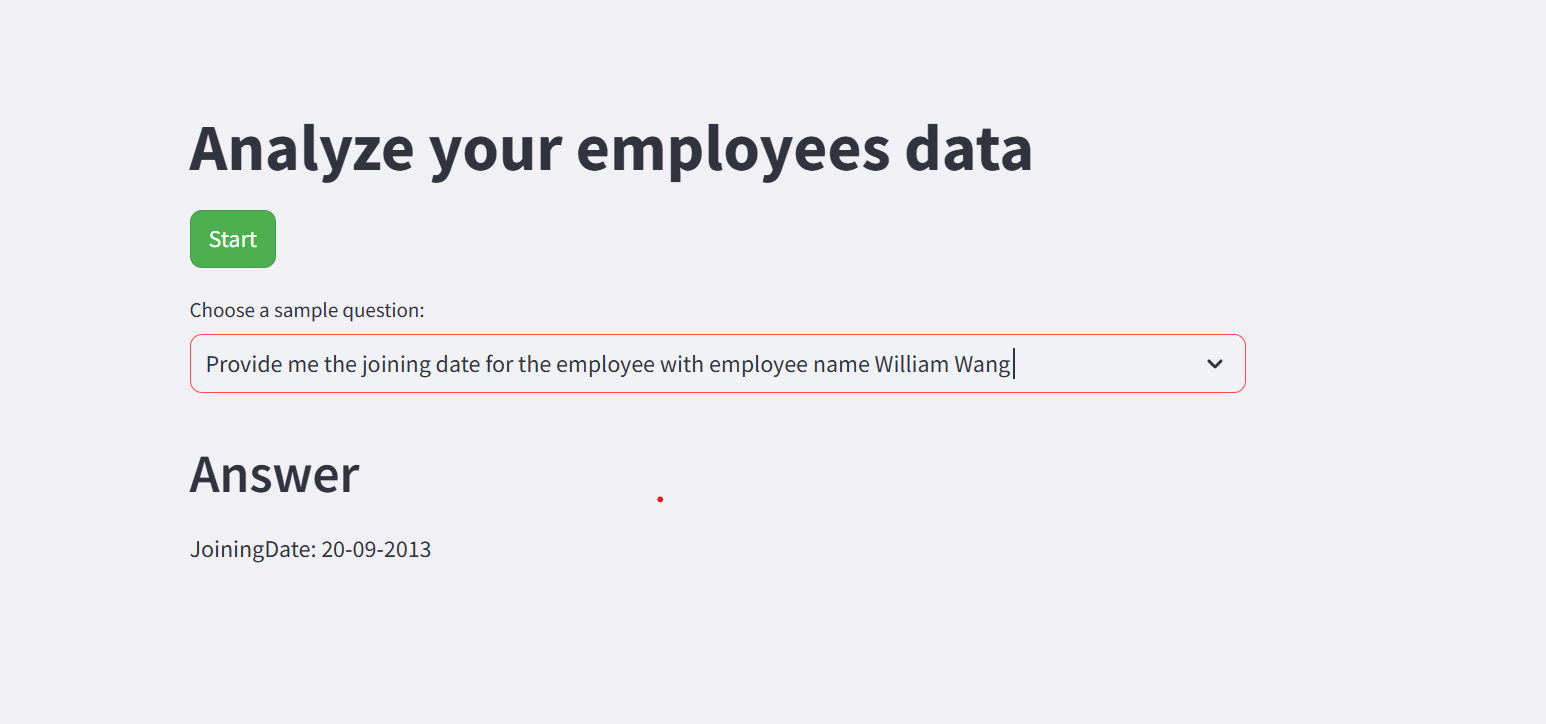 Analyze your employees data
Start
Choose a sample question:
Provide me the joining date for the employee with employee name William Wang
Answer
JoiningDate: 20-09-2013